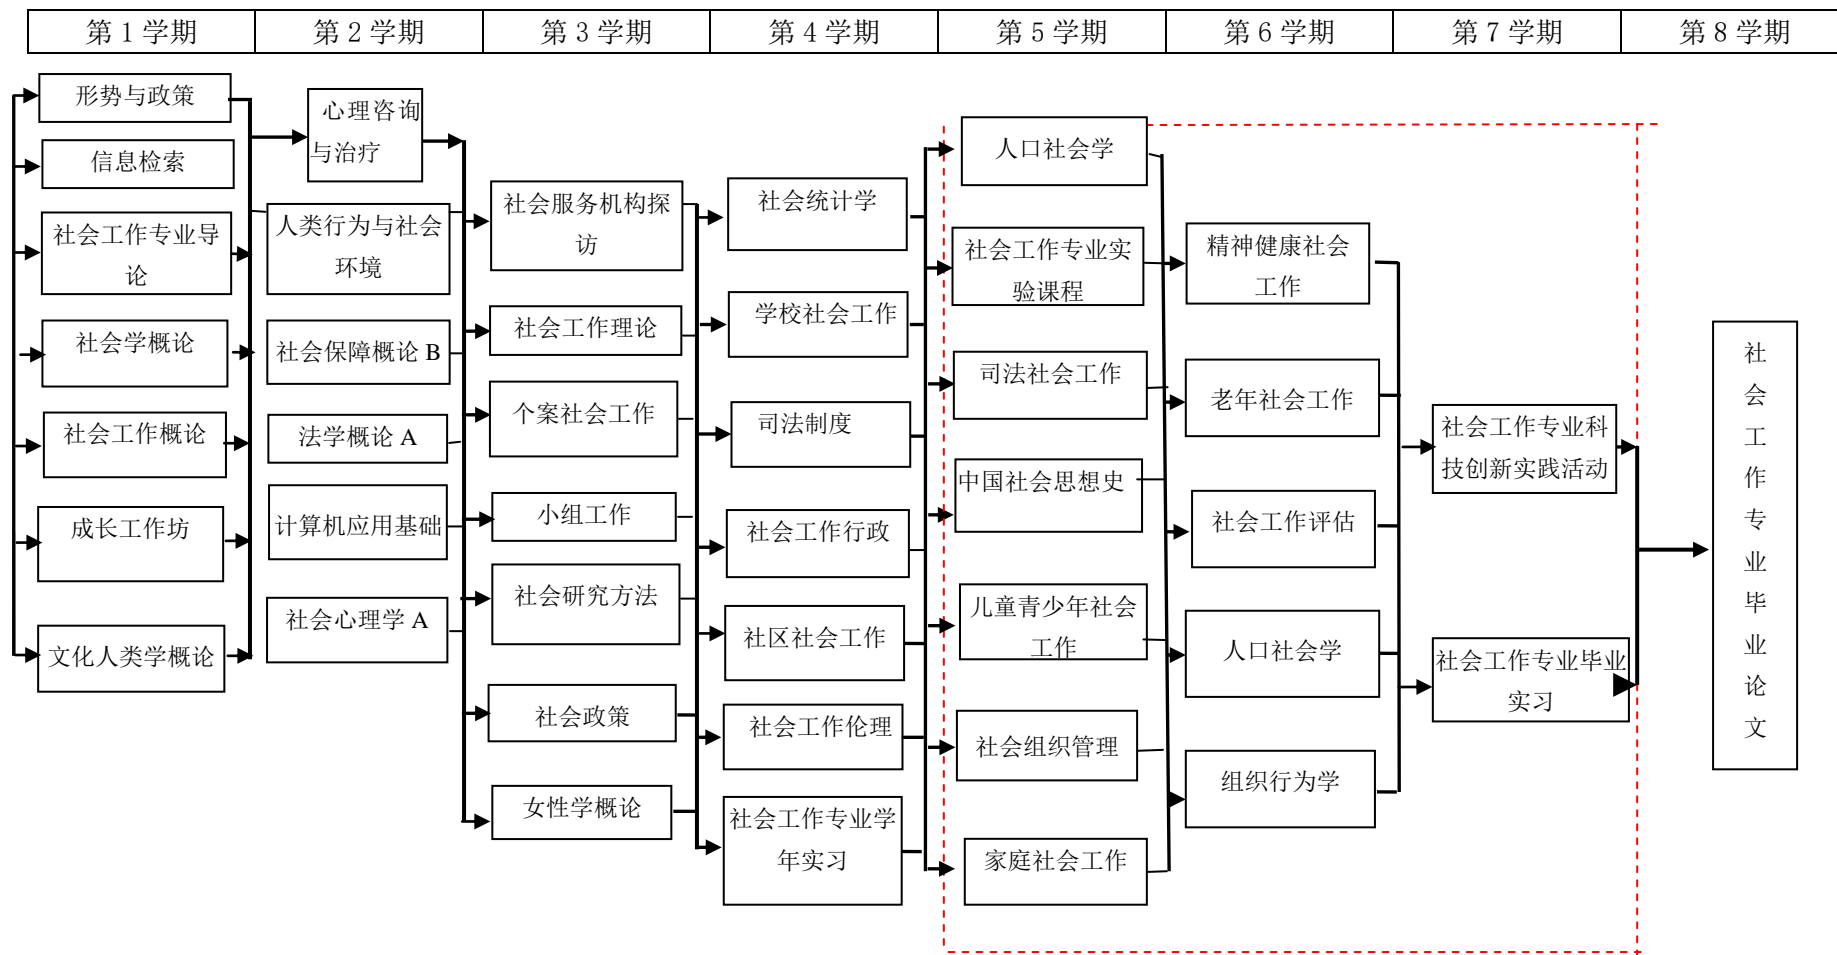 第 1 学期
第 2 学期
第 3 学期
第 4 学期
第 5 学期
第 6 学期
第 7 学期
第 8 学期
形势与政策
信息检索
社会工作专业导
论
社会学概论
社会工作概论
成长工作坊
文化人类学概论
心理咨询
与治疗
人类行为与社会
环境
社会保障概论 B
法学概论 A
计算机应用基础
社会心理学 A
社会服务机构探
访
社会工作理论
个案社会工作
小组工作
社会研究方法
社会政策
女性学概论
社会统计学
学校社会工作
司法制度
社会工作行政
社区社会工作
社会工作伦理
社会工作专业学
年实习
人口社会学
社会工作专业实
验课程
司法社会工作
中国社会思想史
儿童青少年社会
工作
社会组织管理
家庭社会工作
精神健康社会
工作
老年社会工作
社会工作评估
人口社会学
组织行为学
社会工作专业科
技创新实践活动
社会工作专业毕业
实习
社
会
工
作
专
业
毕
业
论
文